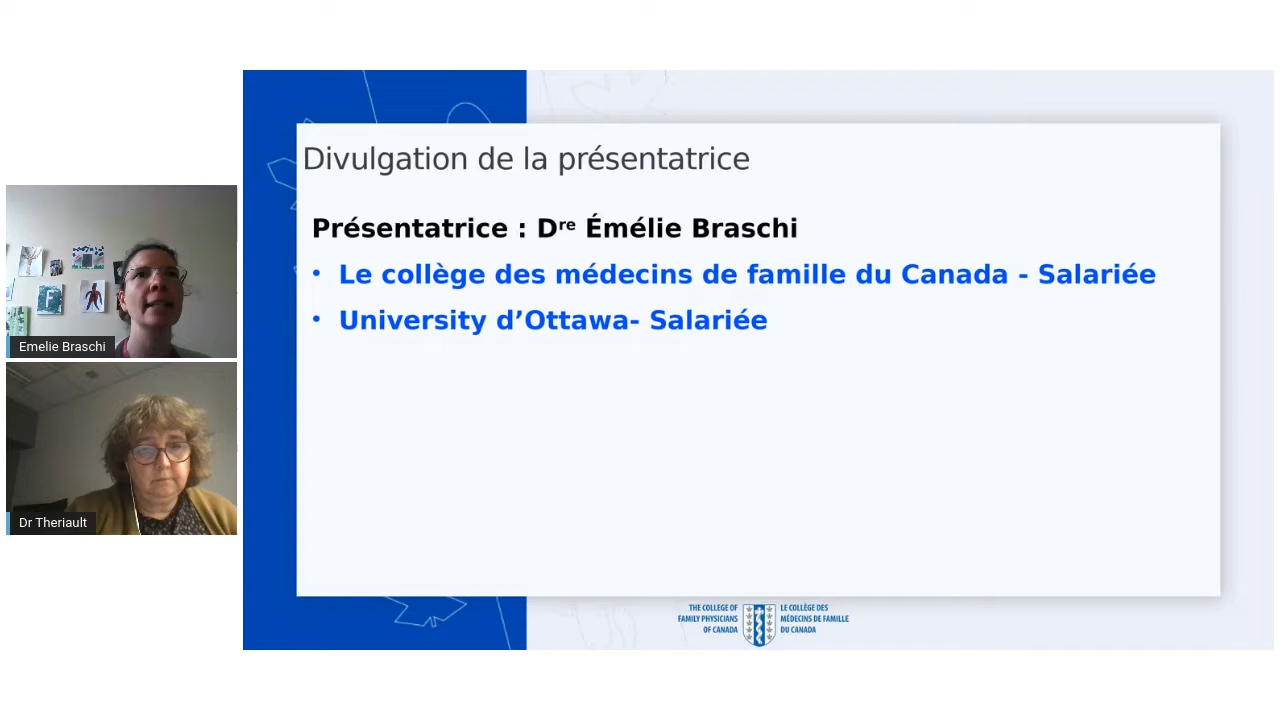 Divulgation de la présentatrice
Présentatrice : Dʳᵉ Émélie Braschi
• Le collège des médecins de famille du Canada - Salariée
• University d’Ottawa- Salariée
Emelie Braschi
Dr Theriault
F
THE COLLEGE OF
FAMILY PHYSICIANS
OF CANADA
LE COLLÈGE DES
MÉDECINS DE FAMILLE
DU CANADA